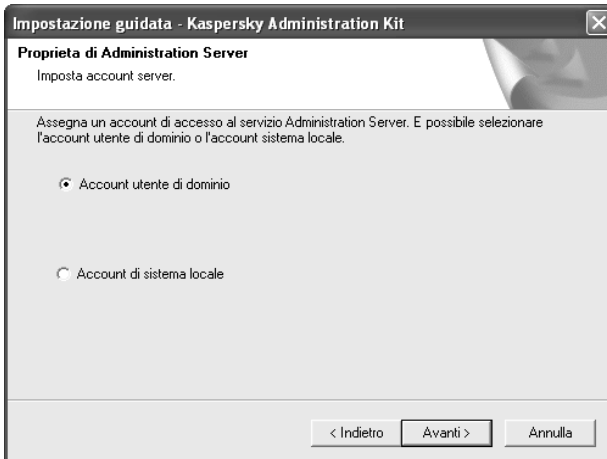 Impostazione guidata - Kaspersky Administration Kit
Proprieta di Administration Server
Imposta account server.
Assegna un account di accesso al servizio Administration Server. E possibile selezionare
l'account utente di dominio o l'account sistema locale.
Account utente di dominio
Account di sistema locale
< Indietro
Avanti >
Annulla